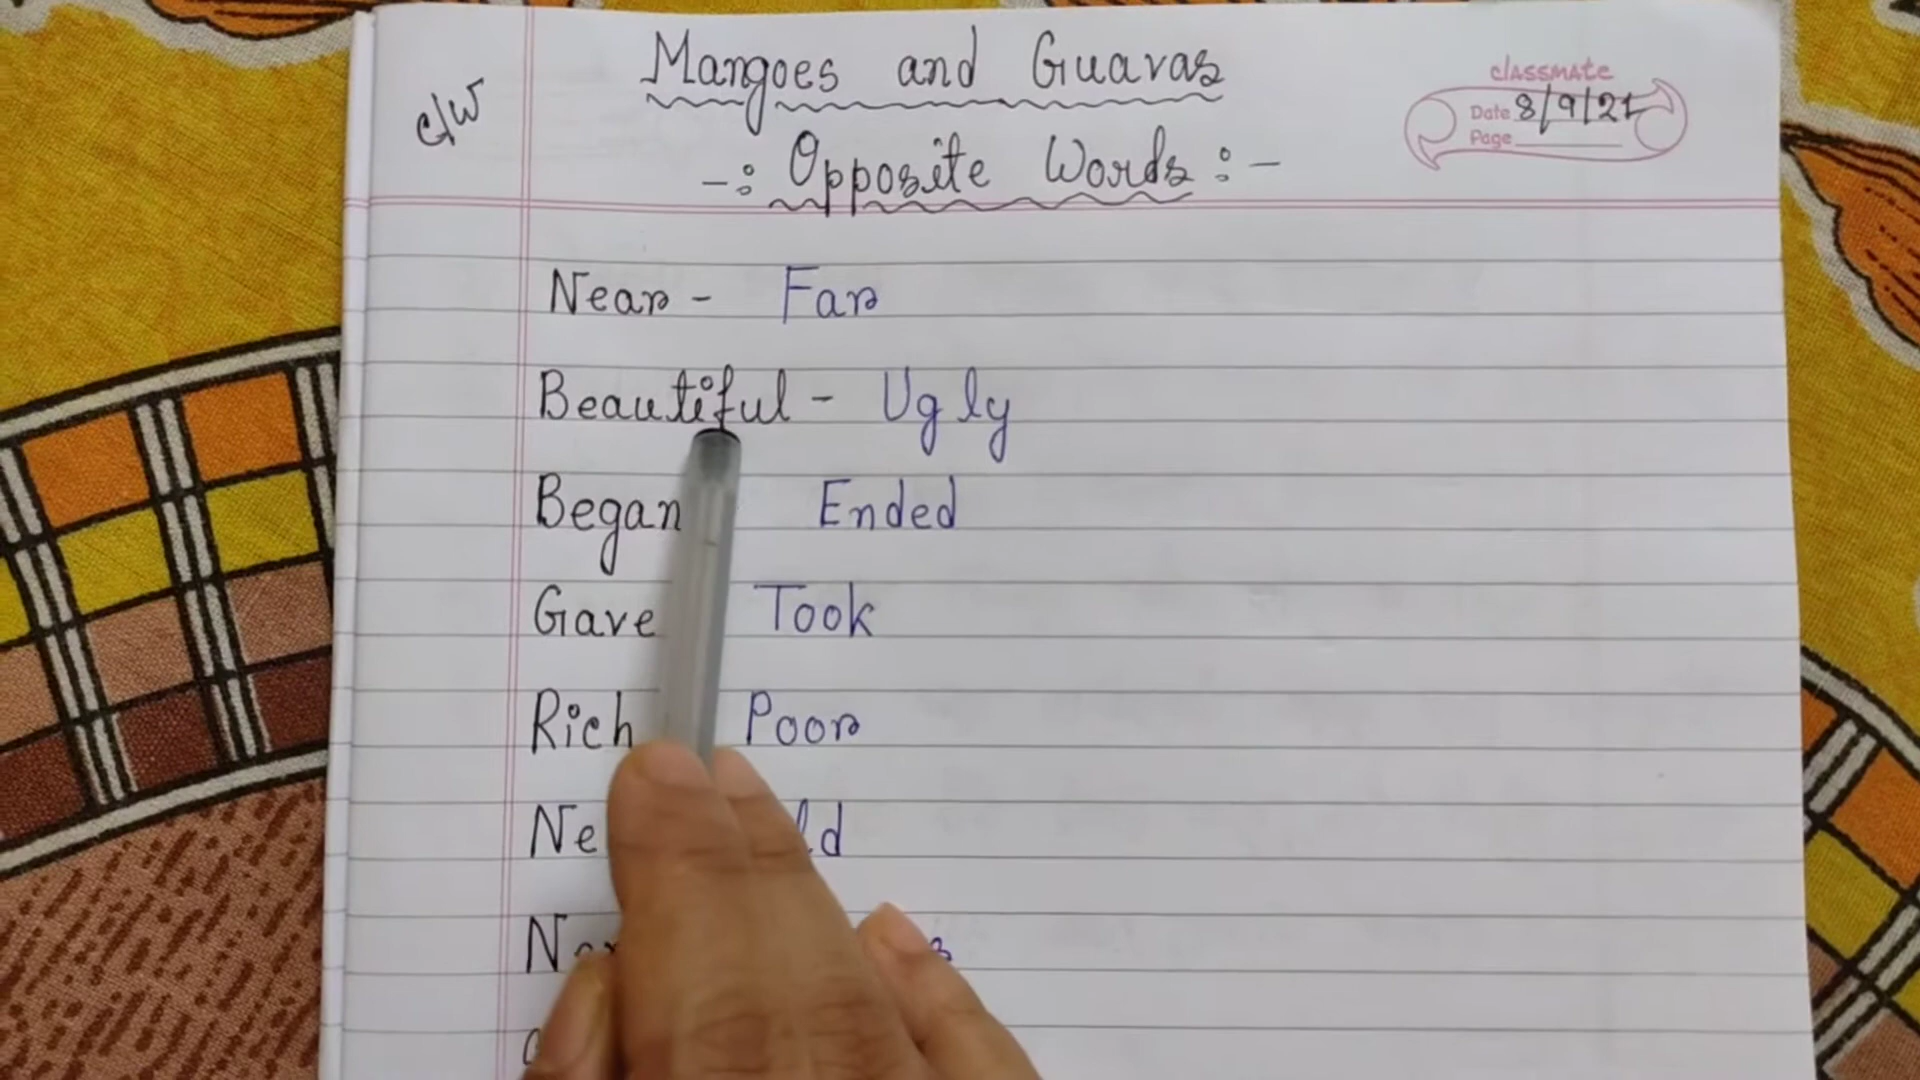 Mangoes and Guavas
C/W
classmate
Date 8/9/21
Page
-: Opposite Words :-
Near - Far
Beautiful - Ugly
Began Ended
Gave Took
Rich Poor